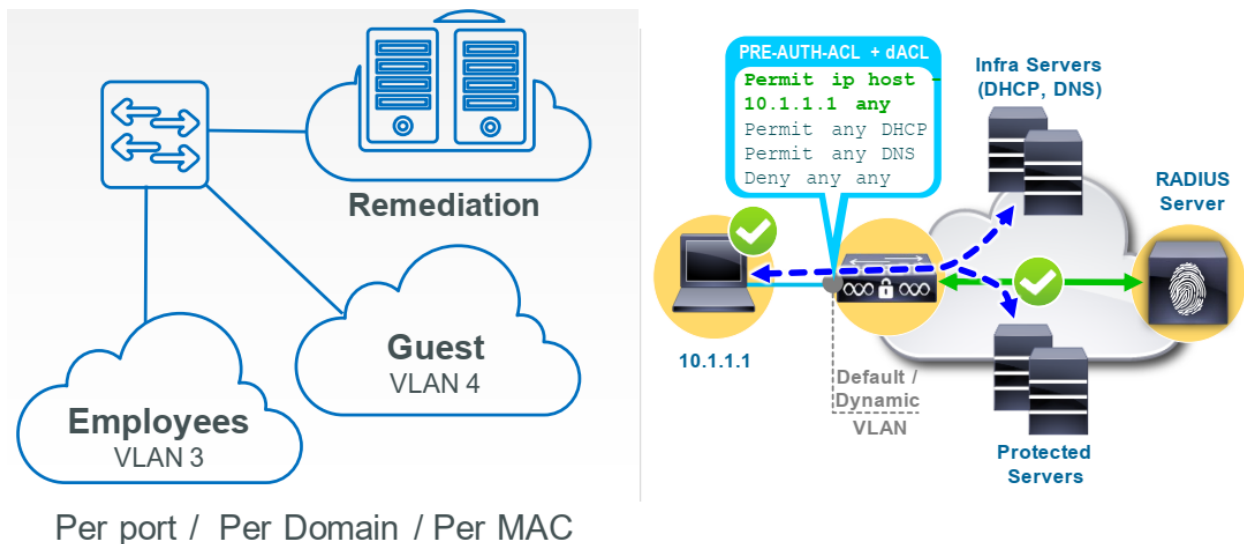 Remediation
Guest
VLAN 4
Employees
VLAN 3
Per port / Per Domain / Per MAC
PRE-AUTH-ACL + dACL
Permit ip host -
10.1.1.1 any
Permit any DHCP
Permit any DNS
Deny any any
Infra Servers
(DHCP, DNS)
RADIUS
Server
10.1.1.1
Default /
Dynamic
VLAN
Protected
Servers